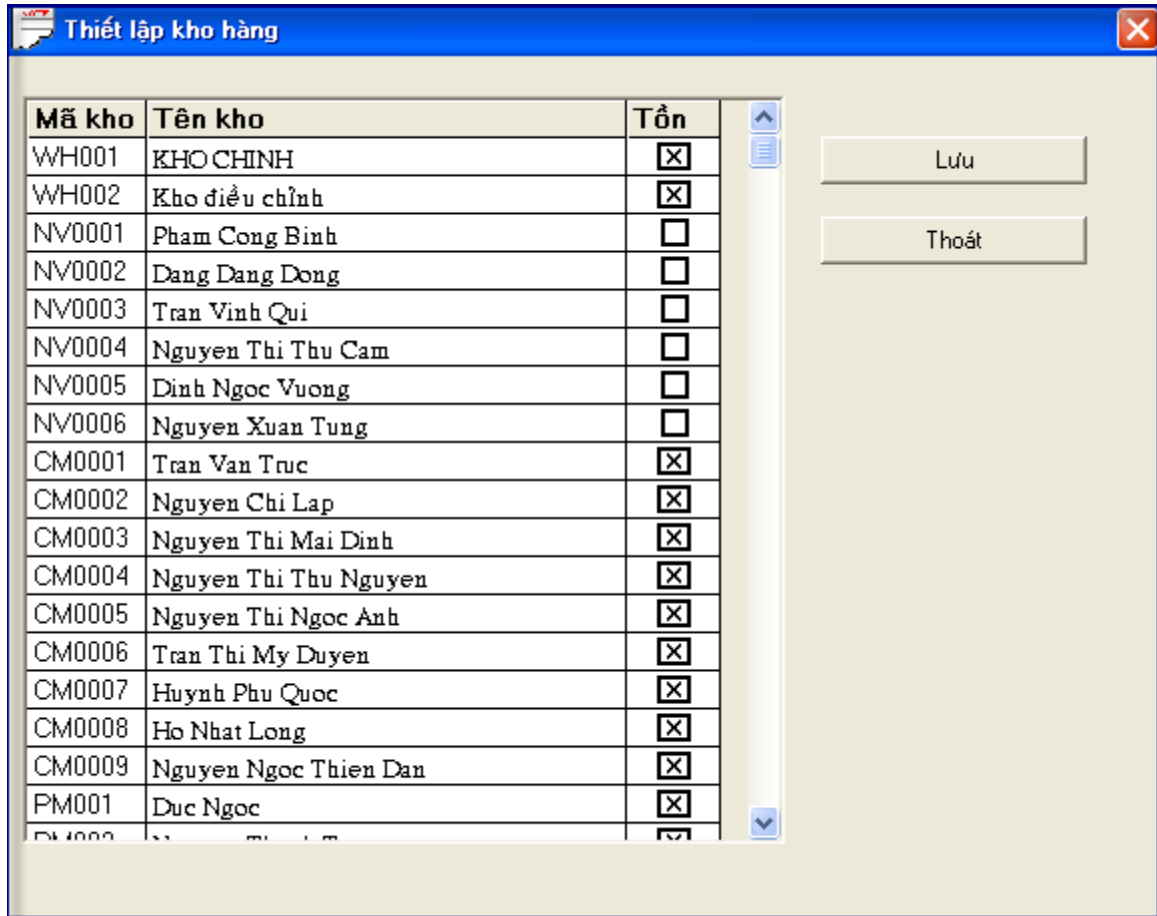 Thiết lập kho hàng
Mã kho Tên kho Tồn
WH001 KHO CHINH
WH002 Kho điều chỉnh
NV0001 Pham Cong Binh
NV0002 Dang Dang Dong
NV0003 Tran Vinh Qui
NV0004 Nguyen Thi Thu Cam
NV0005 Dinh Ngoc Vuong
NV0006 Nguyen Xuan Tung
CM0001 Tran Van Truc
CM0002 Nguyen Chi Lap
CM0003 Nguyen Thi Mai Dinh
CM0004 Nguyen Thi Thu Nguyen
CM0005 Nguyen Thi Ngoc Anh
CM0006 Tran Thi My Duyen
CM0007 Huynh Phu Quoc
CM0008 Ho Nhat Long
CM0009 Nguyen Ngoc Thien Dan
PM001 Duc Ngoc
Lưu
Thoát